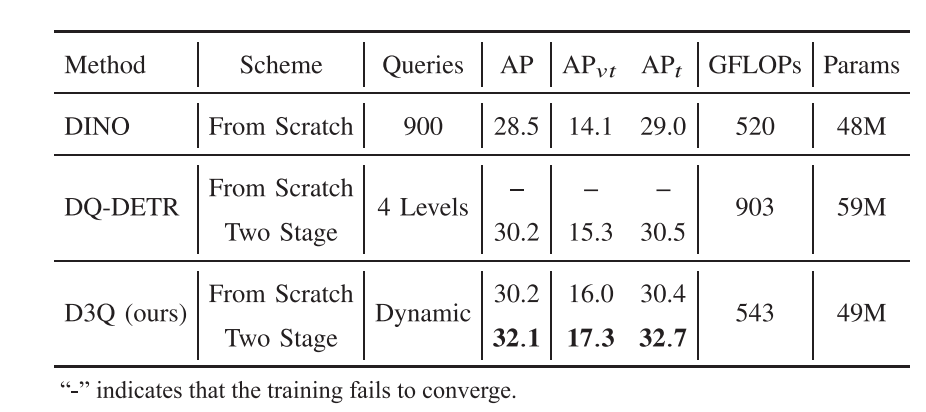 Method Scheme Queries AP APvt APt GFLOPs Params
DINO From Scratch 900 28.5 14.1 29.0 520 48M
DQ-DETR From Scratch 4 Levels – – – 903 59M
Two Stage 30.2 15.3 30.5
D3Q (ours) From Scratch Dynamic 30.2 16.0 30.4 543 49M
Two Stage 32.1 17.3 32.7
“-” indicates that the training fails to converge.